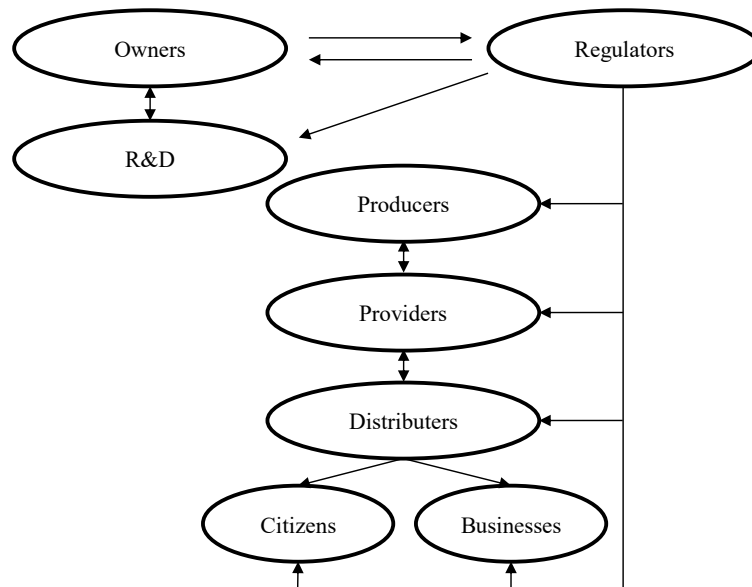 Owners
Regulators
R&D
Producers
Providers
Distributers
Citizens
Businesses